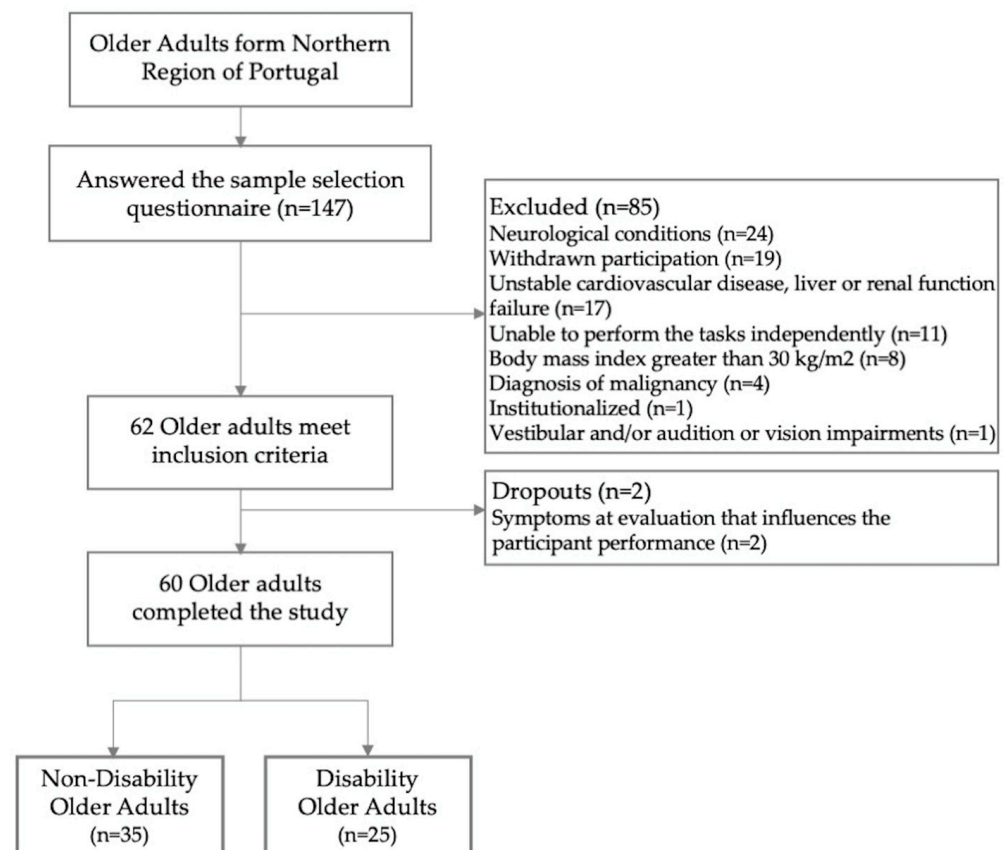 Older Adults form Northern
Region of Portugal
Answered the sample selection
questionnaire (n=147)
Excluded (n=85)
Neurological conditions (n=24)
Withdrawn participation (n=19)
Unstable cardiovascular disease, liver or renal function
failure (n=17)
Unable to perform the tasks independently (n=11)
Body mass index greater than 30 kg/m2 (n=8)
Diagnosis of malignancy (n=4)
Institutionalized (n=1)
Vestibular and/or audition or vision impairments (n=1)
62 Older adults meet
inclusion criteria
Dropouts (n=2)
Symptoms at evaluation that influences the
participant performance (n=2)
60 Older adults
completed the study
Non-Disability
Older Adults
(n=35)
Disability
Older Adults
(n=25)